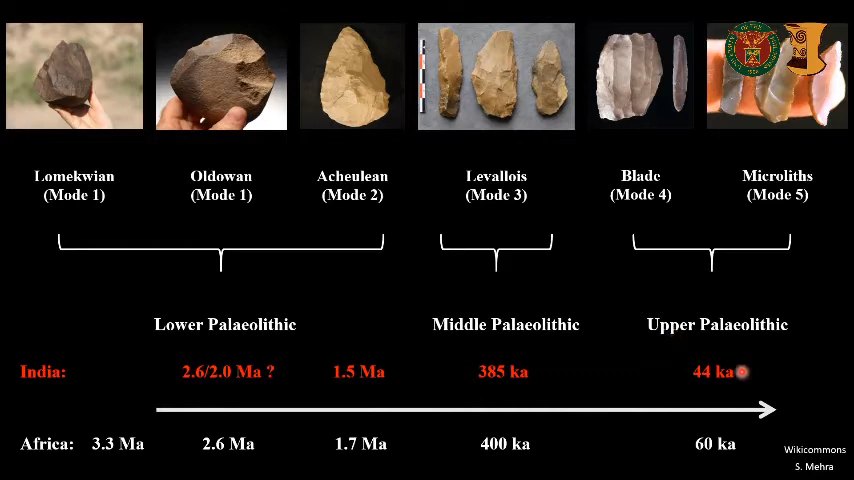 Lomekwian
(Mode 1)
Oldowan
(Mode 1)
Acheulean
(Mode 2)
Levallois
(Mode 3)
Blade
(Mode 4)
Microliths
(Mode 5)
Lower Palaeolithic
Middle Palaeolithic
Upper Palaeolithic
India: 2.6/2.0 Ma ? 1.5 Ma 385 ka 44 ka
Africa: 3.3 Ma 2.6 Ma 1.7 Ma 400 ka 60 ka
Wikicommons
S. Mehra